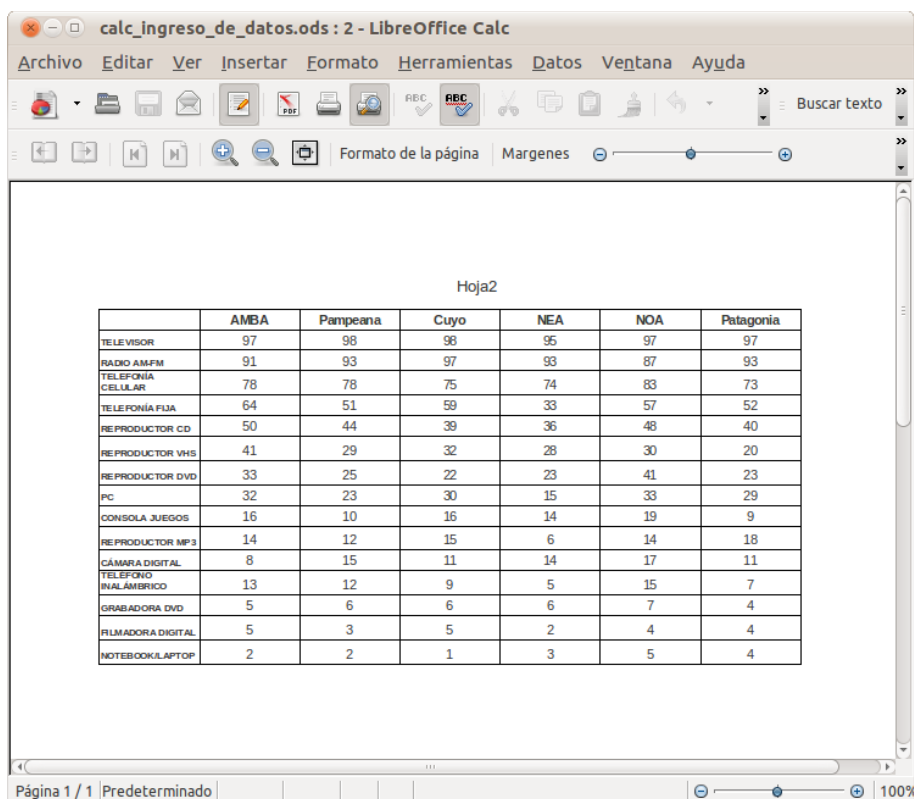 calc_ingreso_de_datos.ods : 2 - LibreOffice Calc
Archivo Editar Ver Insertar Formato Herramientas Datos Ventana Ayuda
PDF ABC ABC » Buscar texto »
Formato de la página Margenes »
Hoja2
AMBA Pampeana Cuyo NEA NOA Patagonia
TELEVISOR 97 98 98 95 97 97
RADIO AM-FM 91 93 97 93 87 93
TELEFONÍA
CELULAR 78 78 75 74 83 73
TELEFONÍA FIJA 64 51 59 33 57 52
REPRODUCTOR CD 50 44 39 36 48 40
REPRODUCTOR VHS 41 29 32 28 30 20
REPRODUCTOR DVD 33 25 22 23 41 23
PC 32 23 30 15 33 29
CONSOLA JUEGOS 16 10 16 14 19 9
REPRODUCTOR MP3 14 12 15 6 14 18
CÁMARA DIGITAL 8 15 11 14 17 11
TELÉFONO
INALÁMBRICO 13 12 9 5 15 7
GRABADORA DVD 5 6 6 6 7 4
FILMADORA DIGITAL 5 3 5 2 4 4
NOTEBOOK/LAPTOP 2 2 1 3 5 4
Página 1 / 1 Predeterminado 100%